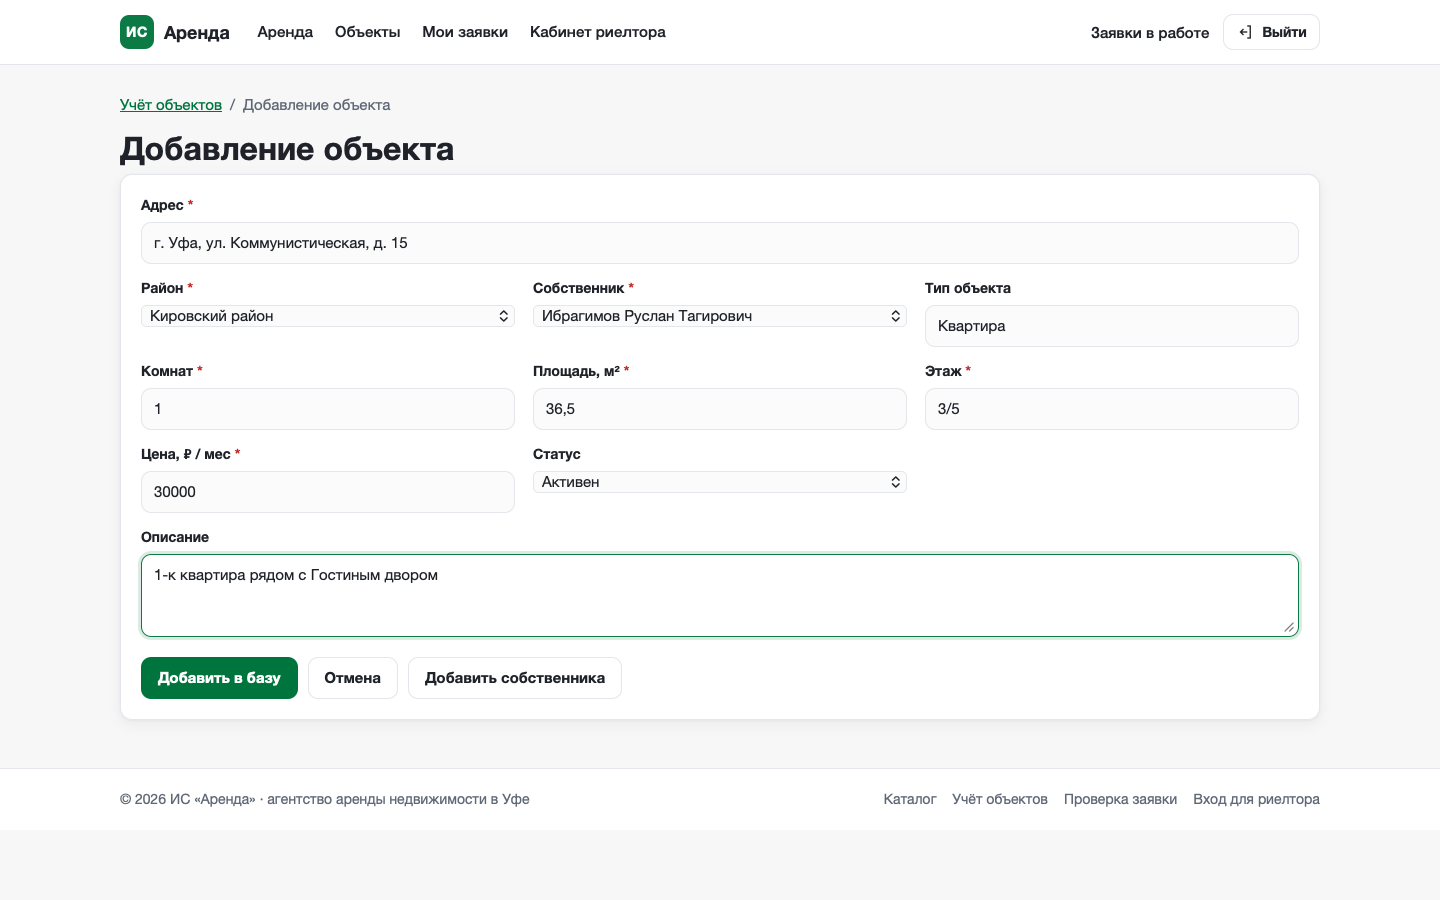 ИС Аренда Аренда Объекты Мои заявки Кабинет риелтора Заявки в работе Выйти
Учёт объектов / Добавление объекта
Добавление объекта
Адрес *
г. Уфа, ул. Коммунистическая, д. 15
Район * Собственник * Тип объекта
Кировский район Ибрагимов Руслан Тагирович Квартира
Комнат * Площадь, м² * Этаж *
1 36,5 3/5
Цена, ₽ / мес * Статус
30000 Активен
Описание
1-к квартира рядом с Гостиным двором
Добавить в базу Отмена Добавить собственника
© 2026 ИС «Аренда» · агентство аренды недвижимости в Уфе Каталог Учёт объектов Проверка заявки Вход для риелтора